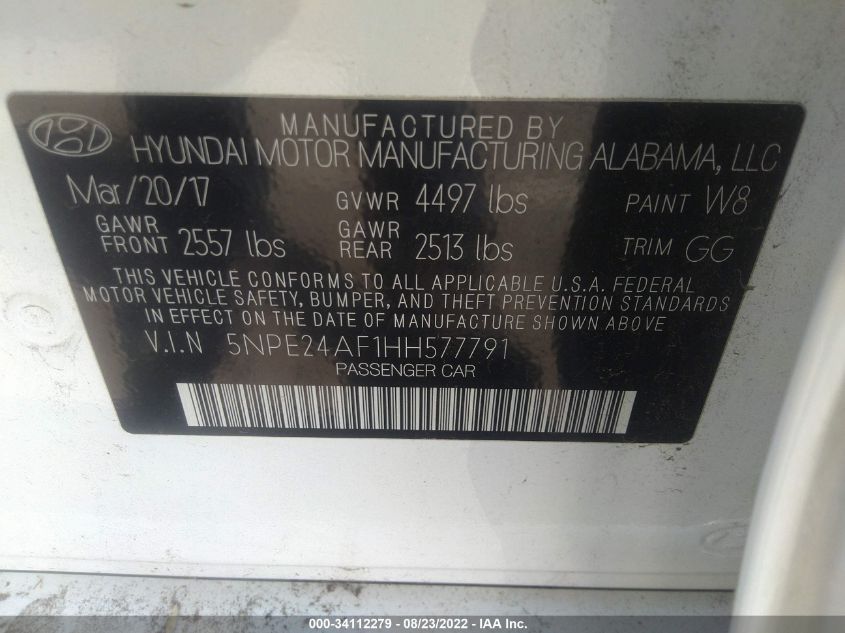 MANUFACTURED BY
HYUNDAI MOTOR MANUFACTURING ALABAMA, LLC
Mar/20/17 GVWR 4497 lbs PAINT W8
GAWR FRONT 2557 lbs GAWR REAR 2513 lbs TRIM GG
THIS VEHICLE CONFORMS TO ALL APPLICABLE U.S.A. FEDERAL
MOTOR VEHICLE SAFETY, BUMPER, AND THEFT PREVENTION STANDARDS
IN EFFECT ON THE DATE OF MANUFACTURE SHOWN ABOVE.
V.I.N 5NPE24AF1HH577791
PASSENGER CAR
000-34112279 - 08/23/2022 - IAA Inc.